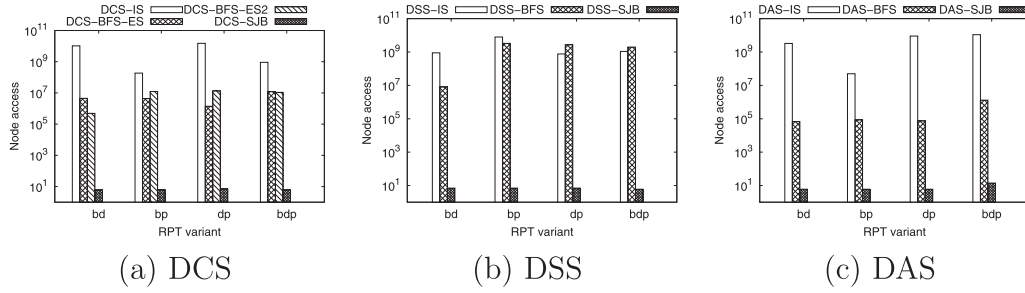 DCS-IS DCS-BFS-ES2
DCS-BFS-ES DCS-SJB
10^11
10^9
10^7
10^5
10^3
10^1
Node access
bd bp dp bdp
RPT variant
(a) DCS
DSS-IS DSS-BFS DSS-SJB
10^11
10^9
10^7
10^5
10^3
10^1
Node access
bd bp dp bdp
RPT variant
(b) DSS
DAS-IS DAS-BFS DAS-SJB
10^11
10^9
10^7
10^5
10^3
10^1
Node access
bd bp dp bdp
RPT variant
(c) DAS